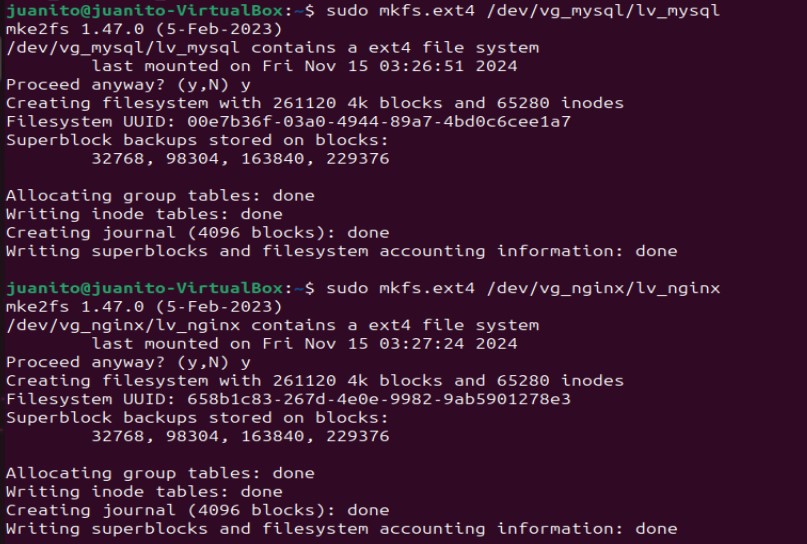 juanito@juanito-VirtualBox:~$ sudo mkfs.ext4 /dev/vg_mysql/lv_mysql
mke2fs 1.47.0 (5-Feb-2023)
/dev/vg_mysql/lv_mysql contains a ext4 file system
        last mounted on Fri Nov 15 03:26:51 2024
Proceed anyway? (y,N) y
Creating filesystem with 261120 4k blocks and 65280 inodes
Filesystem UUID: 00e7b36f-03a0-4944-89a7-4bd0c6cee1a7
Superblock backups stored on blocks:
        32768, 98304, 163840, 229376

Allocating group tables: done
Writing inode tables: done
Creating journal (4096 blocks): done
Writing superblocks and filesystem accounting information: done

juanito@juanito-VirtualBox:~$ sudo mkfs.ext4 /dev/vg_nginx/lv_nginx
mke2fs 1.47.0 (5-Feb-2023)
/dev/vg_nginx/lv_nginx contains a ext4 file system
        last mounted on Fri Nov 15 03:27:24 2024
Proceed anyway? (y,N) y
Creating filesystem with 261120 4k blocks and 65280 inodes
Filesystem UUID: 658b1c83-267d-4e0e-9982-9ab5901278e3
Superblock backups stored on blocks:
        32768, 98304, 163840, 229376

Allocating group tables: done
Writing inode tables: done
Creating journal (4096 blocks): done
Writing superblocks and filesystem accounting information: done